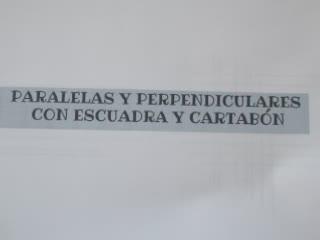 PARALELAS Y PERPENDICULARES
CON ESCUADRA Y CARTABÓN